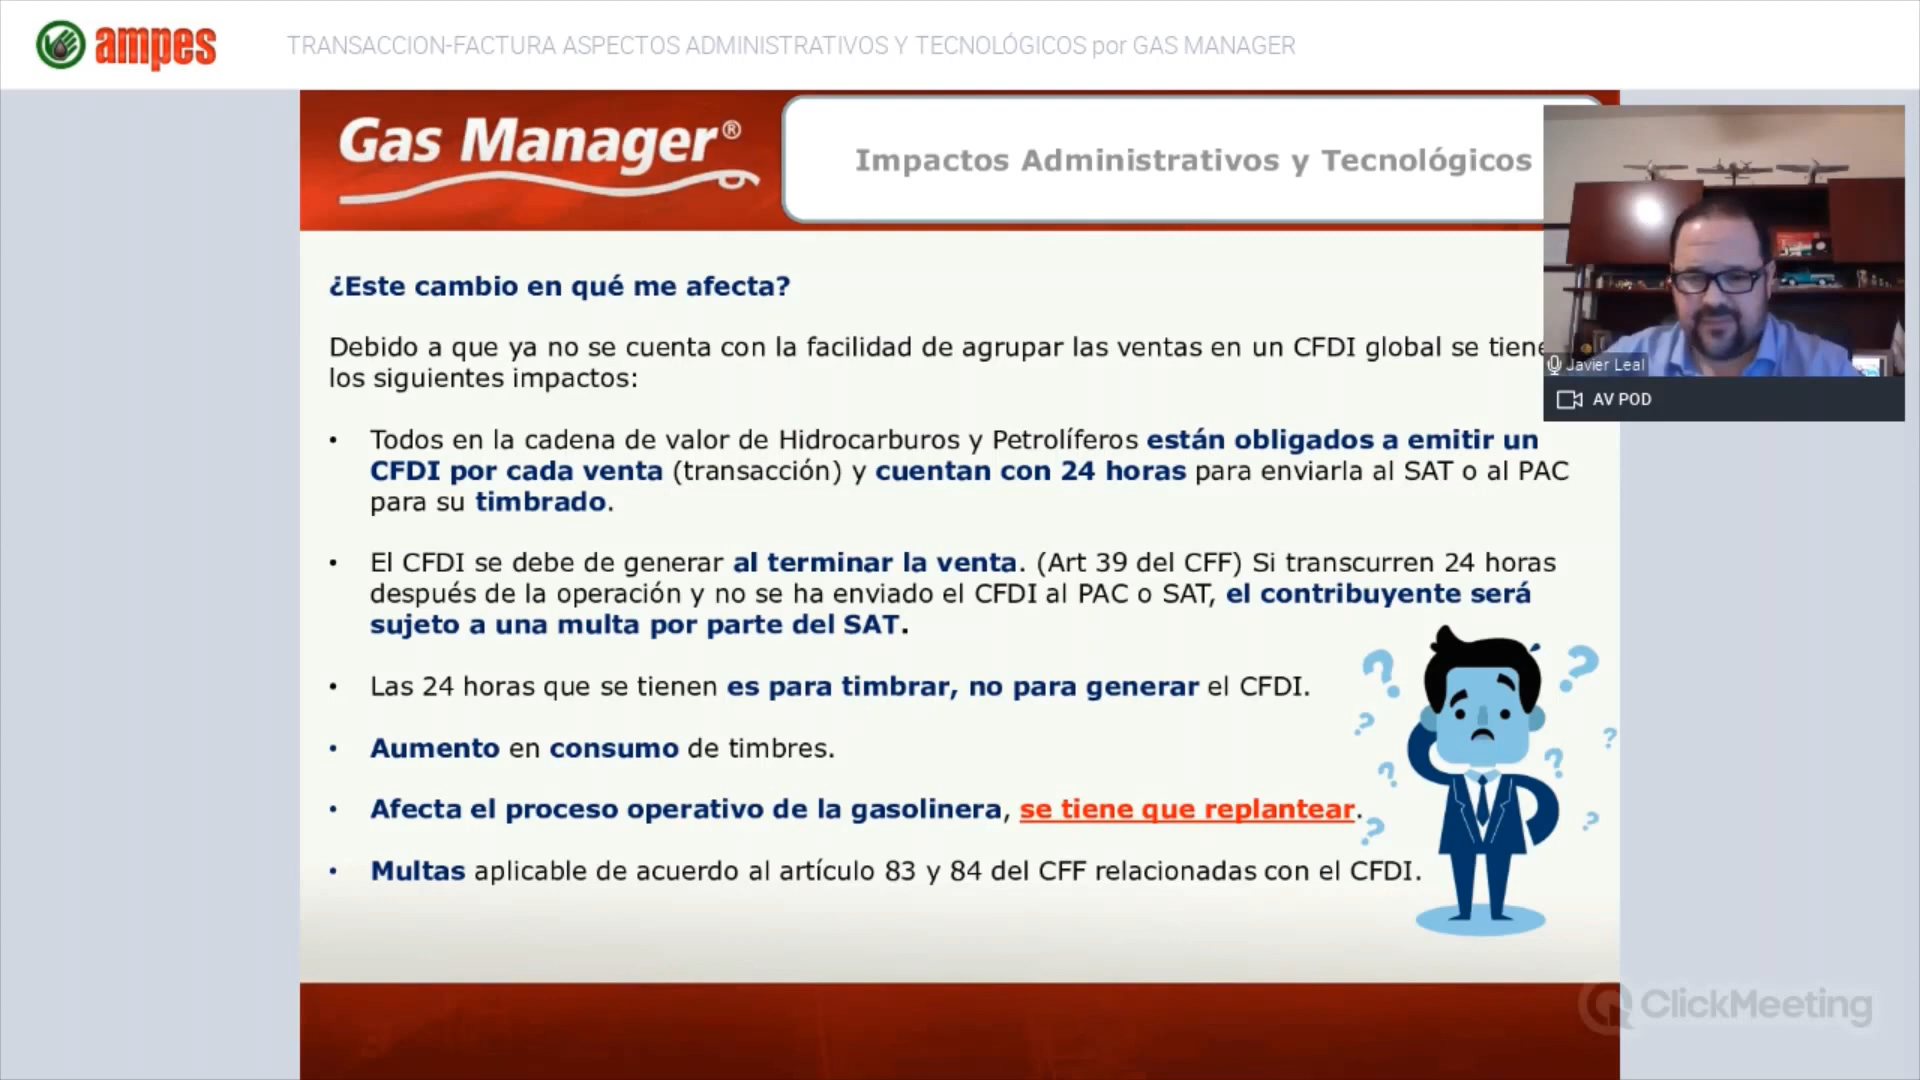 ampes
TRANSACCION-FACTURA ASPECTOS ADMINISTRATIVOS Y TECNOLÓGICOS por GAS MANAGER
Gas Manager®
Impactos Administrativos y Tecnológicos
Javier Leal
AV POD
¿Este cambio en qué me afecta?
Debido a que ya no se cuenta con la facilidad de agrupar las ventas en un CFDI global se tiene
los siguientes impactos:
• Todos en la cadena de valor de Hidrocarburos y Petrolíferos están obligados a emitir un
CFDI por cada venta (transacción) y cuentan con 24 horas para enviarla al SAT o al PAC
para su timbrado.
• El CFDI se debe de generar al terminar la venta. (Art 39 del CFF) Si transcurren 24 horas
después de la operación y no se ha enviado el CFDI al PAC o SAT, el contribuyente será
sujeto a una multa por parte del SAT.
• Las 24 horas que se tienen es para timbrar, no para generar el CFDI.
• Aumento en consumo de timbres.
• Afecta el proceso operativo de la gasolinera, se tiene que replantear.
• Multas aplicable de acuerdo al artículo 83 y 84 del CFF relacionadas con el CFDI.
ClickMeeting